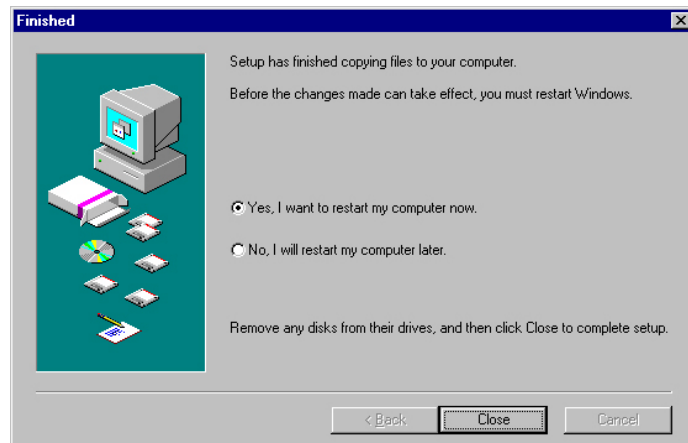 Finished
Setup has finished copying files to your computer.
Before the changes made can take effect, you must restart Windows.
Yes, I want to restart my computer now.
No, I will restart my computer later.
Remove any disks from their drives, and then click Close to complete setup.
< Back
Close
Cancel